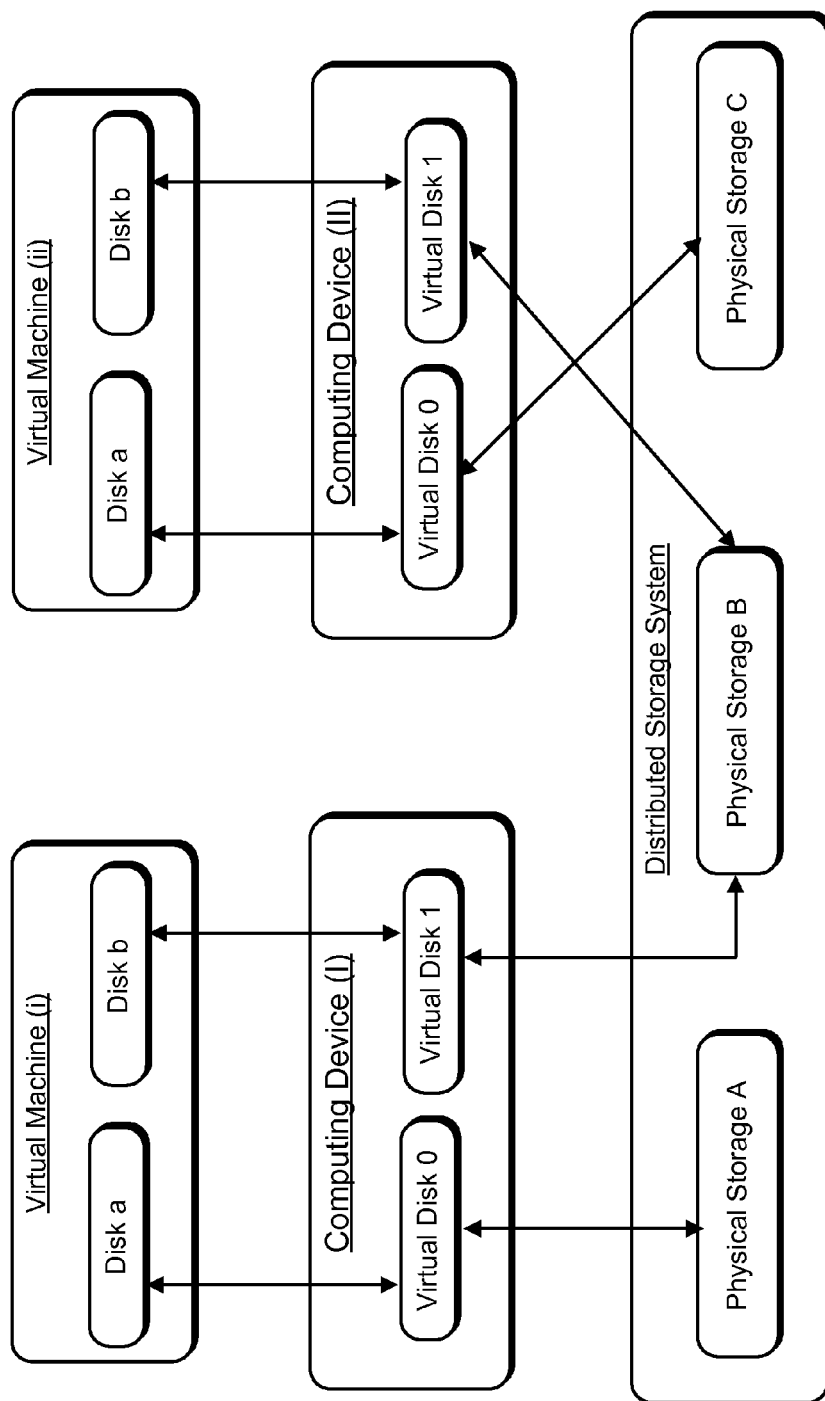 Virtual Machine (i)
Disk a
Disk b
Virtual Machine (ii)
Disk a
Disk b
Computing Device (I)
Virtual Disk 0
Virtual Disk 1
Computing Device (II)
Virtual Disk 0
Virtual Disk 1
Distributed Storage System
Physical Storage A
Physical Storage B
Physical Storage C